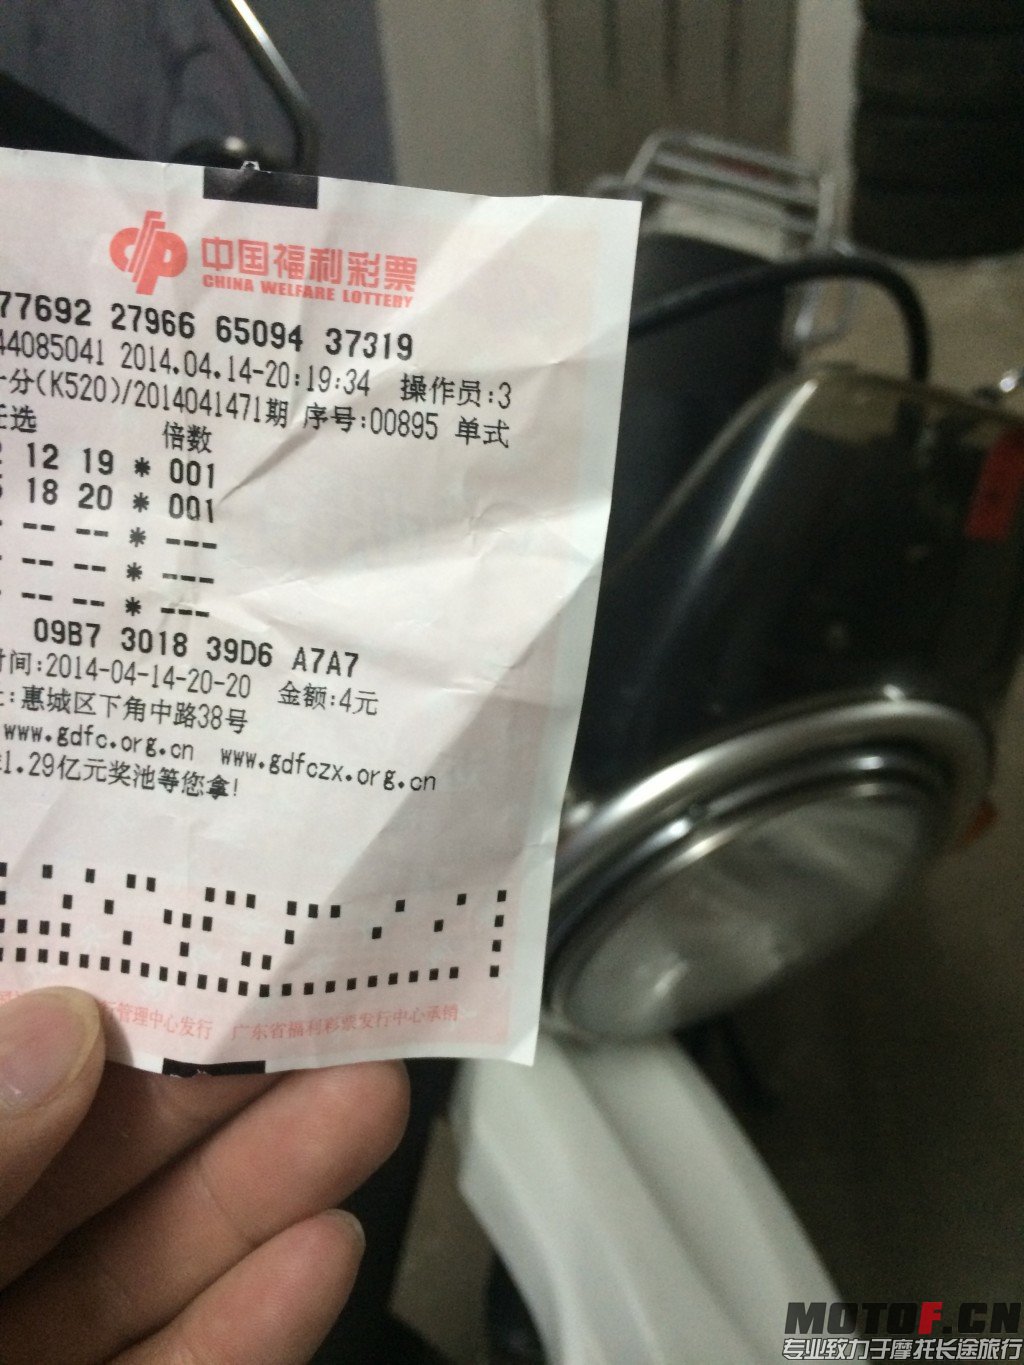 中国福利彩票
CHINA WELFARE LOTTERY
77692 27966 65094 37319
44085041 2014.04.14-20:19:34 操作员:3
分(K520)/2014041471期 序号:00895 单式
任选 倍数
12 19 * 001
18 20 * 001
-- -- * ---
-- -- * ---
-- -- * ---
09B7 3018 39D6 A7A7
时间:2014-04-14-20-20 金额:4元
:惠城区下角中路38号
www.gdfc.org.cn www.gdfczx.org.cn
1.29亿元奖池等您拿!
管理中心发行 广东省福利彩票发行中心承销
MOTOF.CN
专业致力于摩托长途旅行